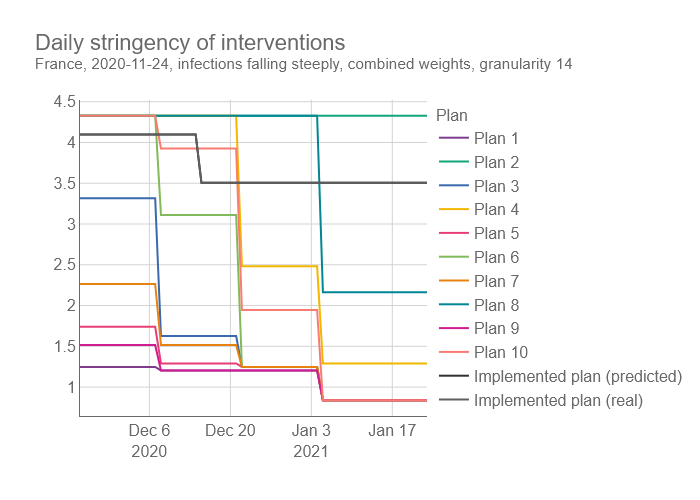 Daily stringency of interventions
France, 2020-11-24, infections falling steeply, combined weights, granularity 14
4.5
4
3.5
3
2.5
2
1.5
1
Dec 6
2020
Dec 20
Jan 3
2021
Jan 17
Plan
Plan 1
Plan 2
Plan 3
Plan 4
Plan 5
Plan 6
Plan 7
Plan 8
Plan 9
Plan 10
Implemented plan (predicted)
Implemented plan (real)